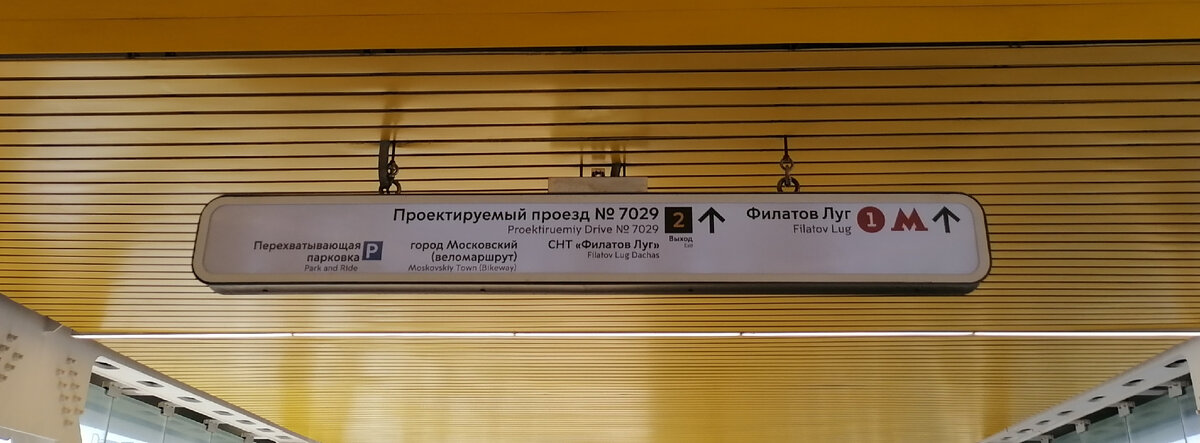 Проектируемый проезд № 7029
Proektiruemiy Drive № 7029
2
Выход
Exit
Перехватывающая парковка
Park and Ride
P
город Московский
(веломаршрут)
Moskovskiy Town (Bikeway)
СНТ «Филатов Луг»
Filatov Lug Dachas
Филатов Луг
Filatov Lug
1
М